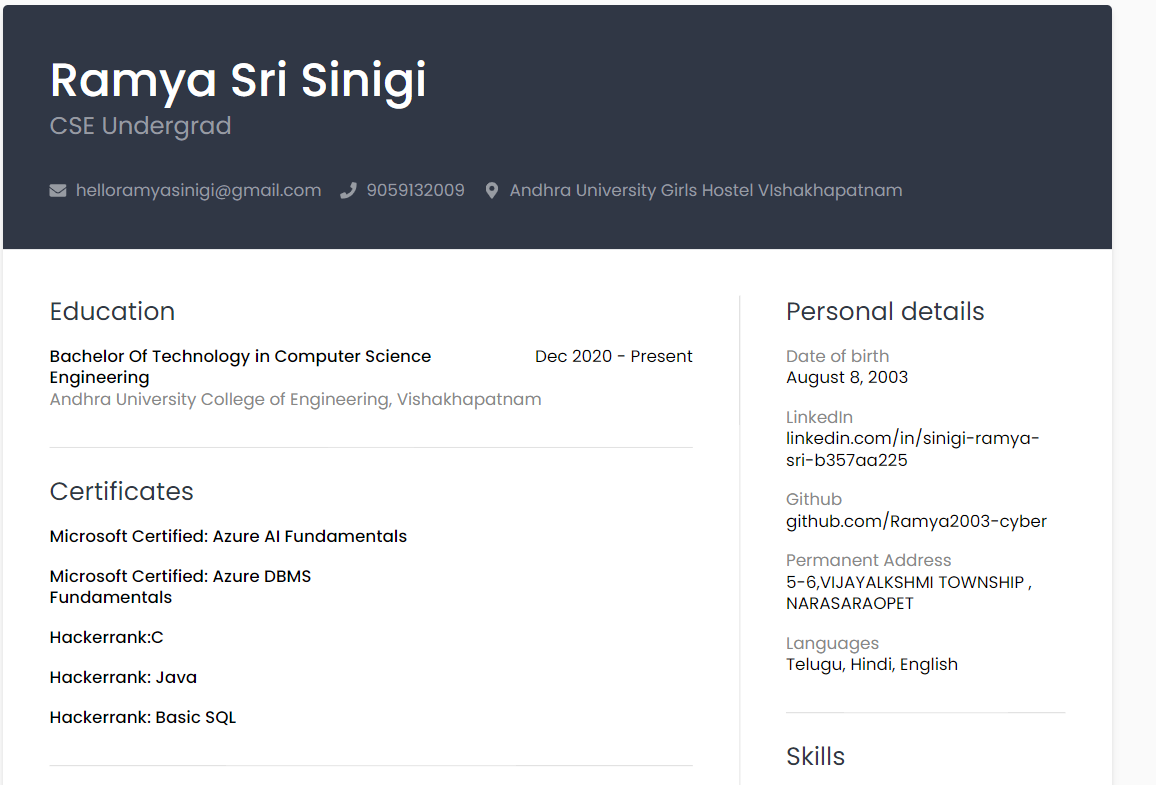 Ramya Sri Sinigi
CSE Undergrad
helloramyasinigi@gmail.com 9059132009 Andhra University Girls Hostel VIshakhapatnam
Education
Bachelor Of Technology in Computer Science
Engineering
Dec 2020 - Present
Andhra University College of Engineering, Vishakhapatnam
Certificates
Microsoft Certified: Azure AI Fundamentals
Microsoft Certified: Azure DBMS
Fundamentals
Hackerrank:C
Hackerrank: Java
Hackerrank: Basic SQL
Personal details
Date of birth
August 8, 2003
LinkedIn
linkedin.com/in/sinigi-ramya-
sri-b357aa225
Github
github.com/Ramya2003-cyber
Permanent Address
5-6,VIJAYALKSHMI TOWNSHIP ,
NARASARAOPET
Languages
Telugu, Hindi, English
Skills